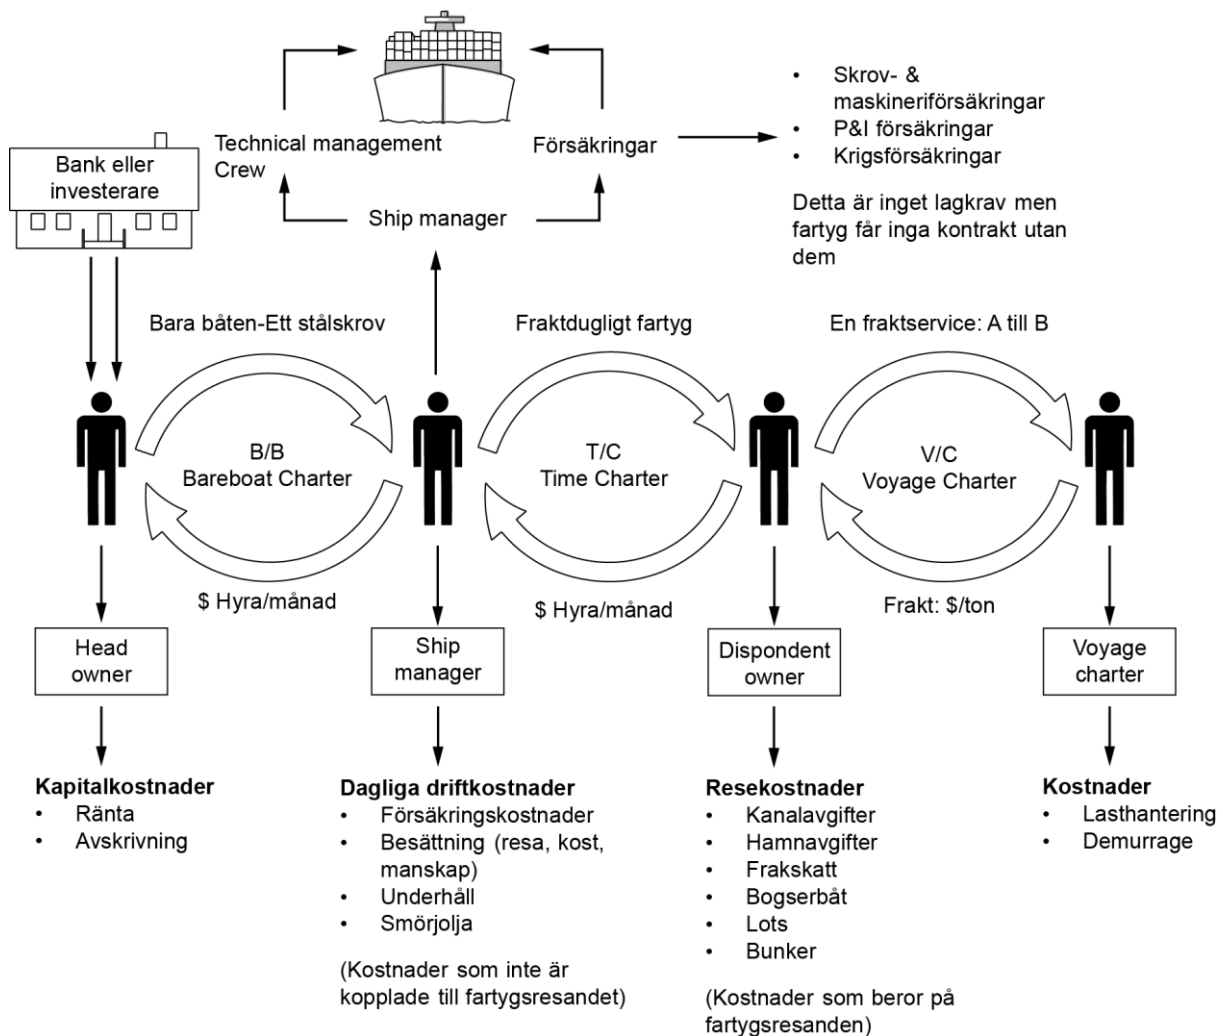 • Skrov- &
maskineriförsäkringar
• P&I försäkringar
• Krigsförsäkringar
Detta är inget lagkrav men
fartyg får inga kontrakt utan
dem
Technical management
Crew
Försäkringar
Bank eller
investerare
Ship manager
Bara båten-Ett stålskrov
Fraktdugligt fartyg
En fraktservice: A till B
B/B
Bareboat Charter
T/C
Time Charter
V/C
Voyage Charter
$ Hyra/månad
$ Hyra/månad
Frakt: $/ton
Head
owner
Ship
manager
Dispondent
owner
Voyage
charter
Kapitalkostnader
• Ränta
• Avskrivning
Dagliga driftkostnader
• Försäkringskostnader
• Besättning (resa, kost,
manskap)
• Underhåll
• Smörjolja
(Kostnader som inte är
kopplade till fartygsresandet)
Resekostnader
• Kanalavgifter
• Hamnavgifter
• Frakskatt
• Bogserbåt
• Lots
• Bunker
(Kostnader som beror på
fartygsresanden)
Kostnader
• Lasthantering
• Demurrage